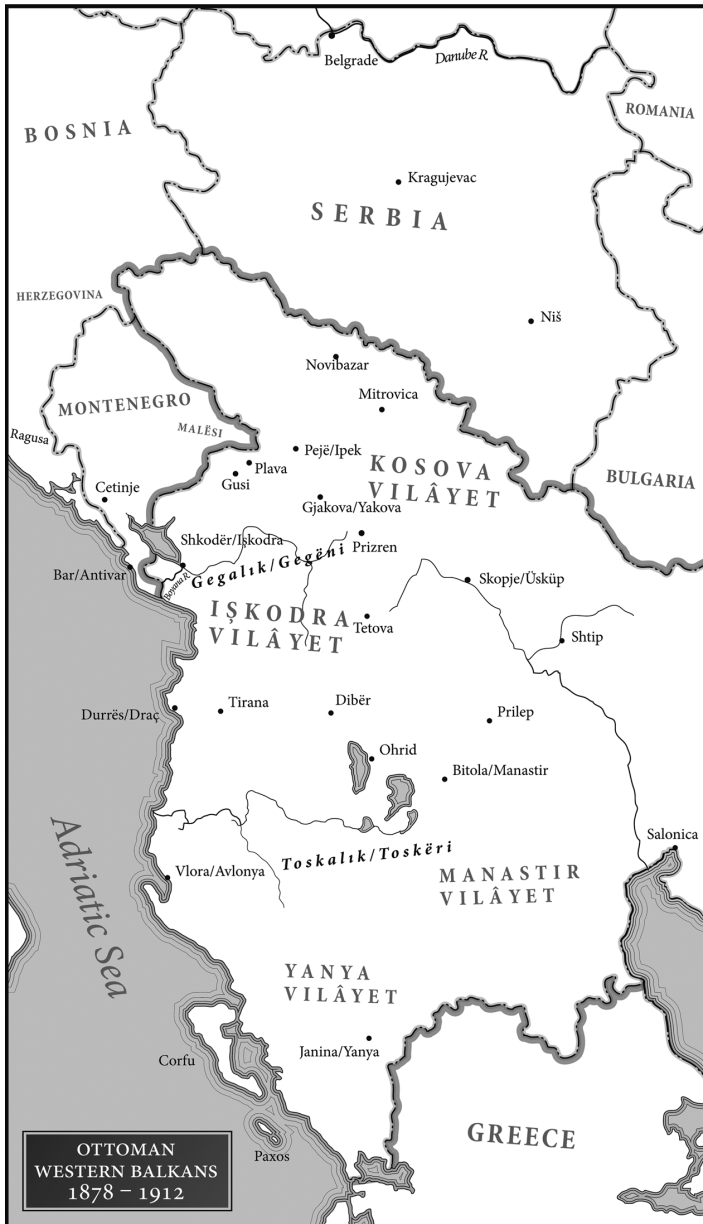 Belgrade
Danube R.
ROMANIA
BOSNIA
Kragujevac
SERBIA
HERZEGOVINA
Niš
Novibazar
Mitrovica
MONTENEGRO
MALËSI
Ragusa
Pejë/Ipek
Plava
Gusi
KOSOVA
VILÂYET
BULGARIA
Cetinje
Gjakova/Yakova
Shkodër/Işkodra
Prizren
Gegalık/Gegëni
Bar/Antivar
Boyana R.
Skopje/Üsküp
IŞKODRA
VILÂYET
Tetova
Shtip
Durrës/Draç
Tirana
Dibër
Prilep
Ohrid
Bitola/Manastir
Adriatic Sea
Salonica
Toskalık/Toskëri
Vlora/Avlonya
MANASTIR
VILÂYET
YANYA
VILÂYET
Janina/Yanya
Corfu
GREECE
Paxos
OTTOMAN
WESTERN BALKANS
1878 – 1912